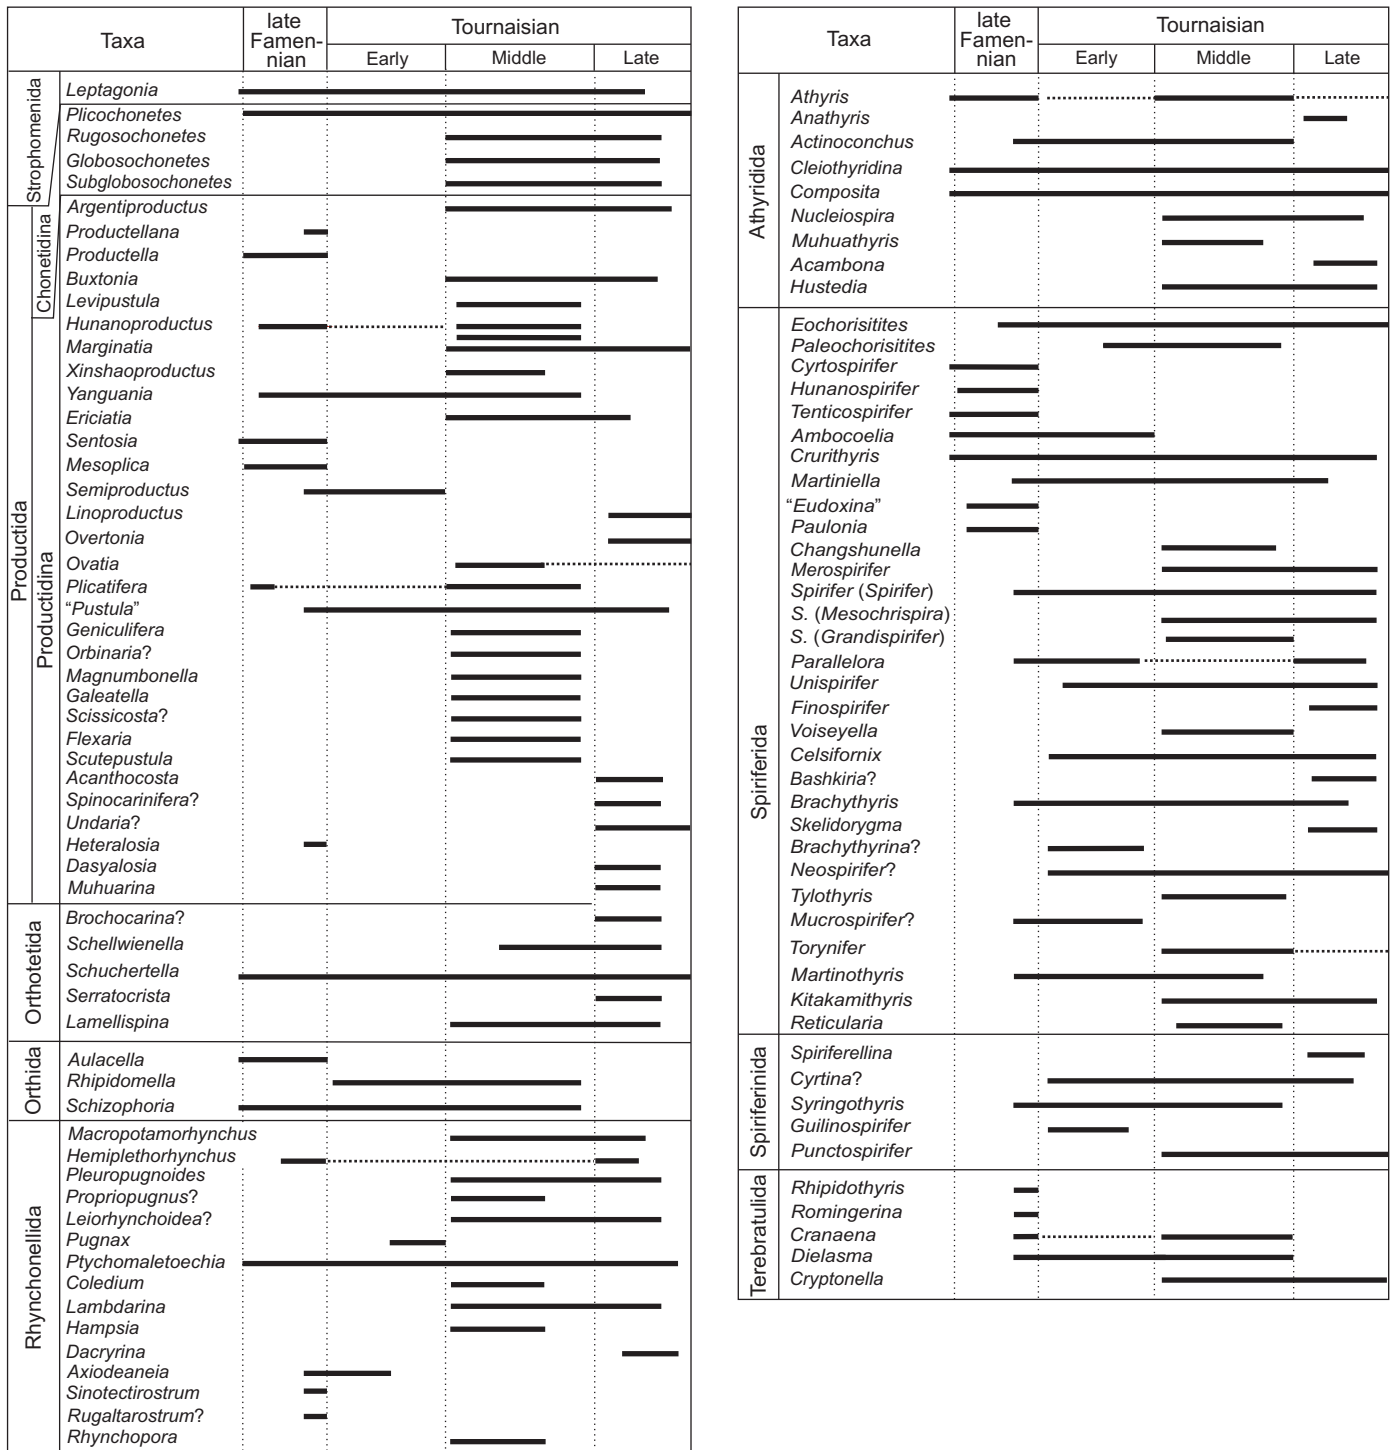 Taxa
late
Famen-
nian
Tournaisian
Early
Middle
Late
Strophomenida
Leptagonia
Productida
Chonetidina
Plicochonetes
Rugosochonetes
Globosochonetes
Subglobosochonetes
Productidina
Argentiproductus
Productellana
Productella
Buxtonia
Levipustula
Hunanoproductus
Marginatia
Xinshaoproductus
Yanguania
Ericiatia
Sentosia
Mesoplica
Semiproductus
Linoproductus
Overtonia
Ovatia
Plicatifera
“Pustula”
Geniculifera
Orbinaria?
Magnumbonella
Galeatella
Scissicosta?
Flexaria
Scutepustula
Acanthocosta
Spinocarinifera?
Undaria?
Heteralosia
Dasyalosia
Muhuarina
Orthotetida
Brochocarina?
Schellwienella
Schuchertella
Serratocrista
Lamellispina
Orthida
Aulacella
Rhipidomella
Schizophoria
Rhynchonellida
Macropotamorhynchus
Hemiplethorhynchus
Pleuropugnoides
Propriopugnus?
Leiorhynchoidea?
Pugnax
Ptychomaletoechia
Coledium
Lambdarina
Hampsia
Dacryrina
Axiodeaneia
Sinotectirostrum
Rugaltarostrum?
Rhynchopora
Taxa
late
Famen-
nian
Tournaisian
Early
Middle
Late
Athyridida
Athyris
Anathyris
Actinoconchus
Cleiothyridina
Composita
Nucleiospira
Muhuathyris
Acambona
Hustedia
Spiriferida
Eochorisitites
Paleochorisitites
Cyrtospirifer
Hunanospirifer
Tenticospirifer
Ambocoelia
Crurithyris
Martiniella
“Eudoxina”
Paulonia
Changshunella
Merospirifer
Spirifer (Spirifer)
S. (Mesochrispira)
S. (Grandispirifer)
Parallelora
Unispirifer
Finospirifer
Voiseyella
Celsifornix
Bashkiria?
Brachythyris
Skelidorygma
Brachythyrina?
Neospirifer?
Tylothyris
Mucrospirifer?
Torynifer
Martinothyris
Kitakamithyris
Reticularia
Spiriferinida
Spiriferellina
Cyrtina?
Syringothyris
Guilinospirifer
Punctospirifer
Terebratulida
Rhipidothyris
Romingerina
Cranaena
Dielasma
Cryptonella